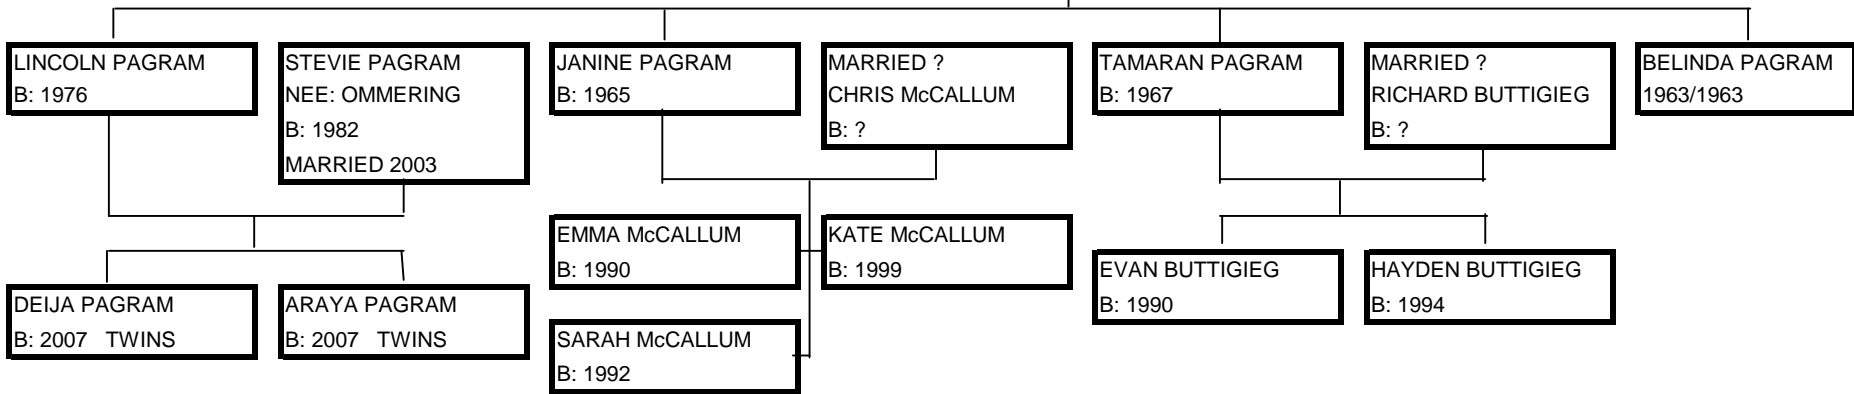 LINCOLN PAGRAM
B: 1976
STEVIE PAGRAM
NEE: OMMERING
B: 1982
MARRIED 2003
JANINE PAGRAM
B: 1965
MARRIED ?
CHRIS McCALLUM
B: ?
TAMARAN PAGRAM
B: 1967
MARRIED ?
RICHARD BUTTIGIEG
B: ?
BELINDA PAGRAM
1963/1963
DEIJA PAGRAM
B: 2007 TWINS
ARAYA PAGRAM
B: 2007 TWINS
EMMA McCALLUM
B: 1990
KATE McCALLUM
B: 1999
SARAH McCALLUM
B: 1992
EVAN BUTTIGIEG
B: 1990
HAYDEN BUTTIGIEG
B: 1994